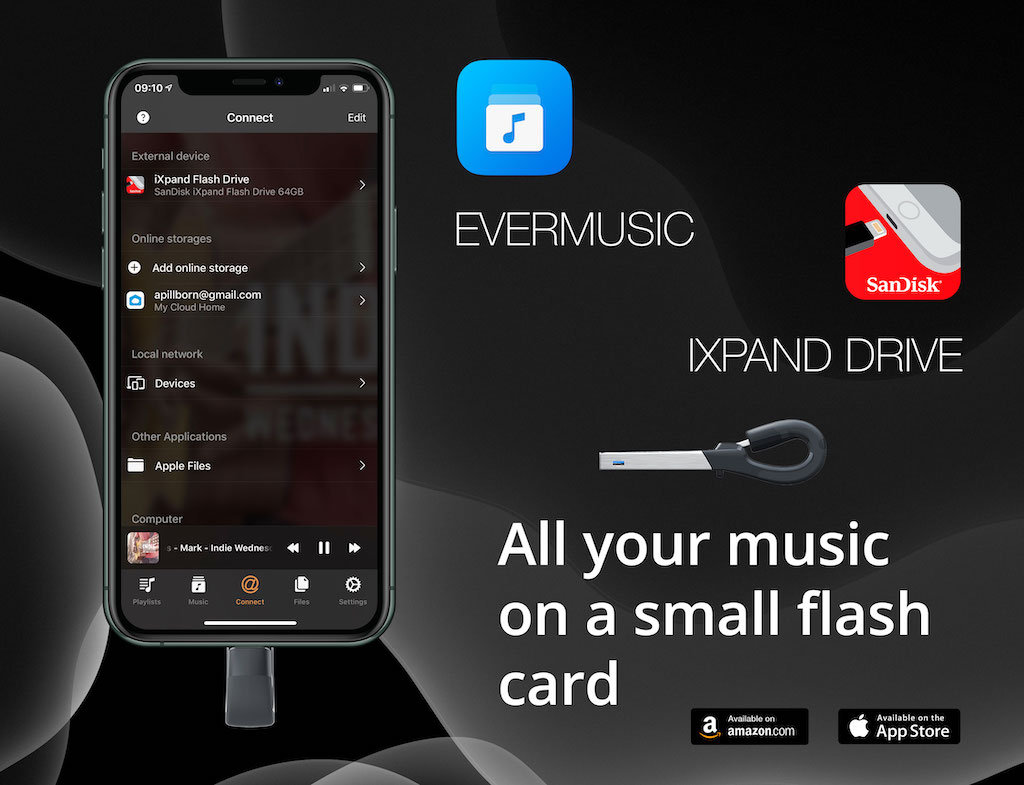 09:10
Connect
Edit
External device
iXpand Flash Drive
SanDisk iXpand Flash Drive 64GB
Online storages
Add online storage
apillborn@gmail.com
My Cloud Home
Local network
Devices
Other Applications
Apple Files
Computer
- Mark - Indie Wednes
Playlists
Music
Connect
Files
Settings
EVERMUSIC
SanDisk
IXPAND DRIVE
All your music
on a small flash
card
Available on
amazon.com
Available on the
App Store